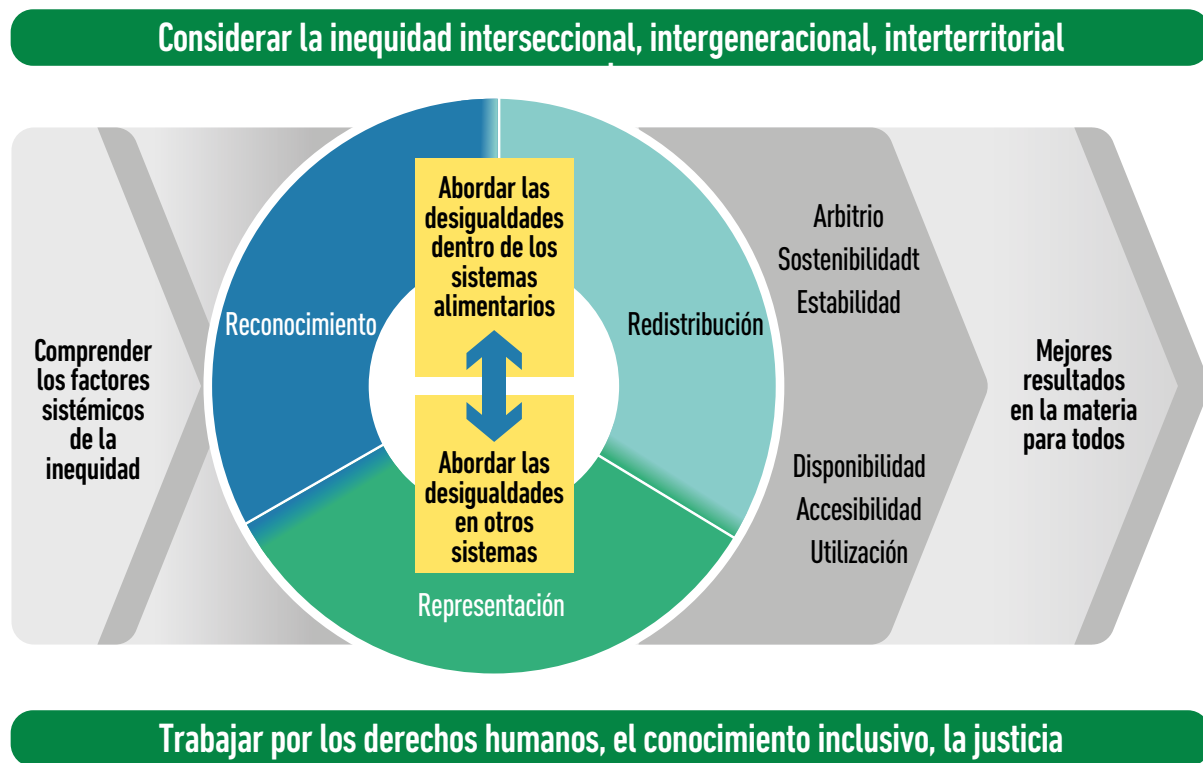 Considerar la inequidad interseccional, intergeneracional, interterritorial
Comprender
los factores
sistémicos
de la
inequidad
Reconocimiento
Abordar las
desigualdades
dentro de los
sistemas
alimentarios
Abordar las
desigualdades
en otros
sistemas
Redistribución
Representación
Arbitrio
Sostenibilidadt
Estabilidad
Disponibilidad
Accesibilidad
Utilización
Mejores
resultados
en la materia
para todos
Trabajar por los derechos humanos, el conocimiento inclusivo, la justicia